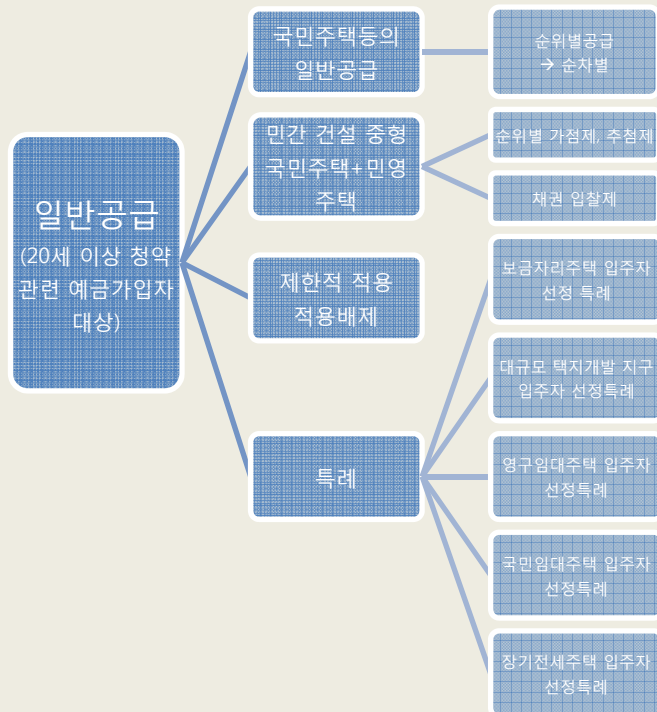 일반공급
(20세 이상 청약
관련 예금가입자
대상)
국민주택등의
일반공급
순위별공급
→ 순차별
민간 건설 중형
국민주택+민영
주택
순위별 가점제, 추첨제
채권 입찰제
제한적 적용
적용배제
특례
보금자리주택 입주자
선정 특례
대규모 택지개발 지구
입주자 선정특례
영구임대주택 입주자
선정특례
국민임대주택 입주자
선정특례
장기전세주택 입주자
선정특례